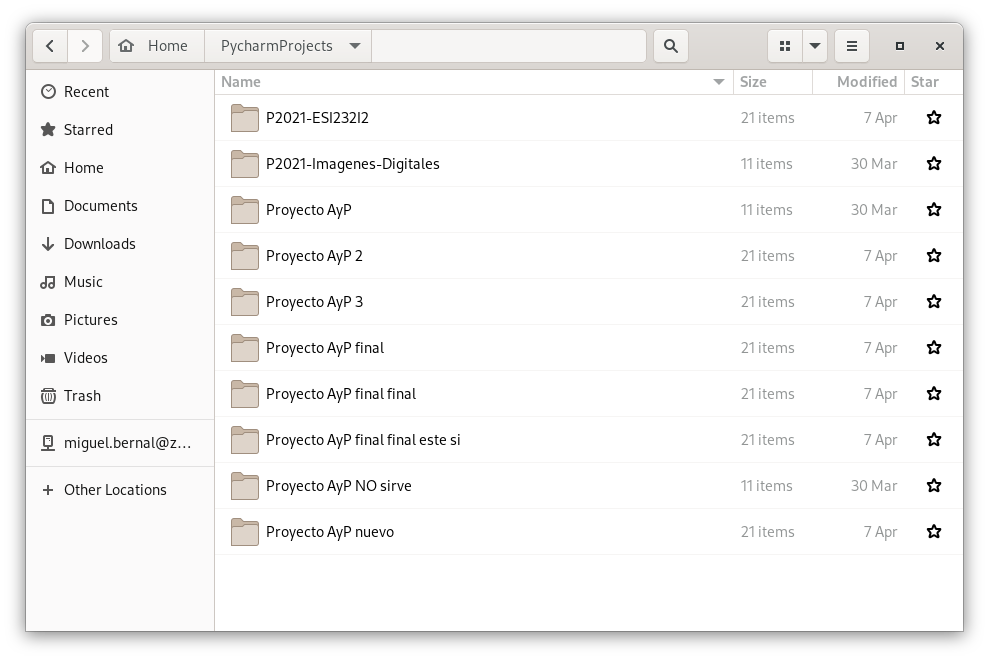 Home PycharmProjects
Recent
Starred
Home
Documents
Downloads
Music
Pictures
Videos
Trash
miguel.bernal@z...
Other Locations
Name Size Modified Star
P2021-ESI232I2 21 items 7 Apr
P2021-Imagenes-Digitales 11 items 30 Mar
Proyecto AyP 11 items 30 Mar
Proyecto AyP 2 21 items 7 Apr
Proyecto AyP 3 21 items 7 Apr
Proyecto AyP final 21 items 7 Apr
Proyecto AyP final final 21 items 7 Apr
Proyecto AyP final final este si 21 items 7 Apr
Proyecto AyP NO sirve 11 items 30 Mar
Proyecto AyP nuevo 21 items 7 Apr